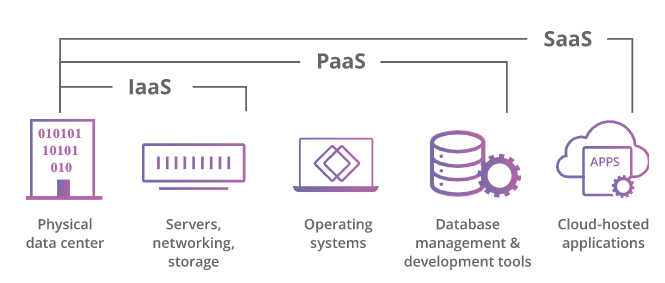 SaaS
PaaS
IaaS
010101
10101
010
APPS
Physical
data center
Servers,
networking,
storage
Operating
systems
Database
management &
development tools
Cloud-hosted
applications